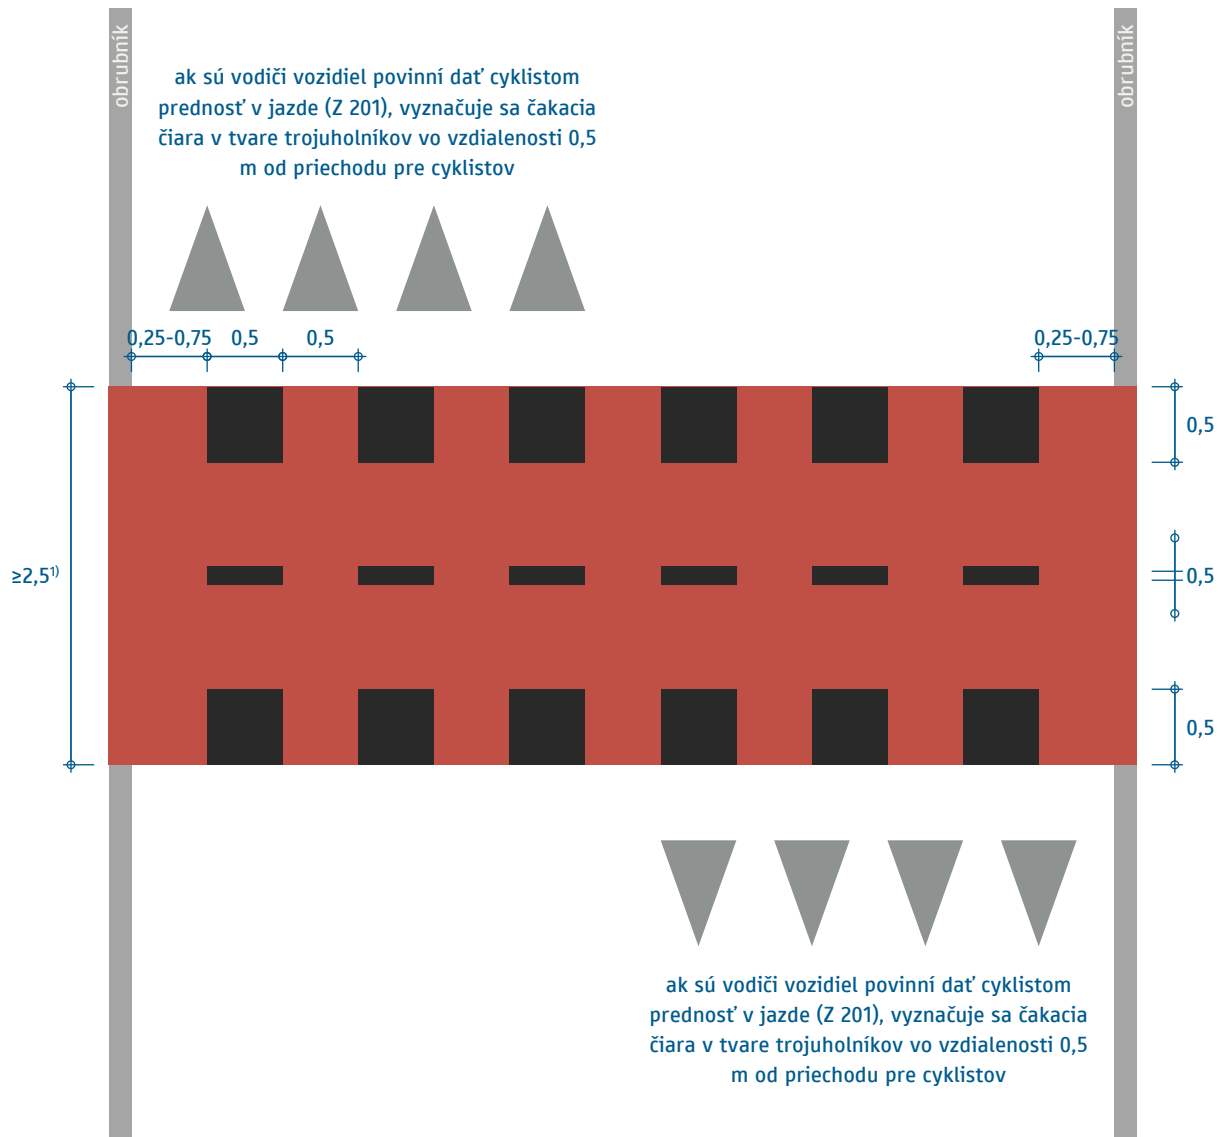 obrubník
obrubník
ak sú vodiči vozidiel povinní dať cyklistom
prednosť v jazde (Z 201), vyznačuje sa čakacia
čiara v tvare trojuholníkov vo vzdialenosti 0,5
m od priechodu pre cyklistov
0,25-0,75
0,5
0,5
0,25-0,75
0,5
≥2,5¹⁾
0,5
0,5
ak sú vodiči vozidiel povinní dať cyklistom
prednosť v jazde (Z 201), vyznačuje sa čakacia
čiara v tvare trojuholníkov vo vzdialenosti 0,5
m od priechodu pre cyklistov